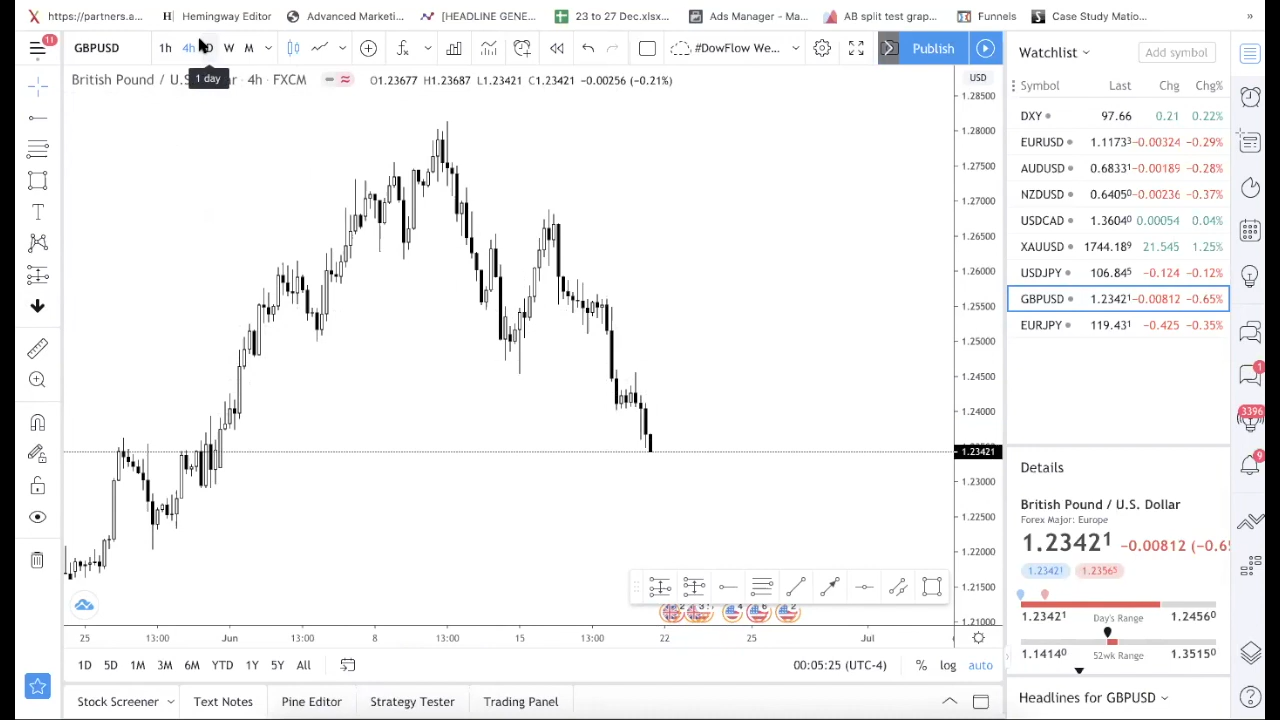 https://partners.a...
Hemingway Editor
Advanced Marketi...
[HEADLINE GENE...
23 to 27 Dec.xlsx...
Ads Manager - Ma...
AB split test grap...
Funnels
Case Study Matio...
»
11
GBPUSD
1h
4h
D
W
M
#DowFlow We...
Publish
1 day
British Pound / U.S. Dollar · 4h · FXCM
O1.23677 H1.23687 L1.23421 C1.23421 −0.00256 (−0.21%)
USD
1.28500
1.28000
1.27500
1.27000
1.26500
1.26000
1.25500
1.25000
1.24500
1.24000
1.23421
1.23000
1.22500
1.22000
1.21500
1.21000
25 13:00 Jun 13:00 8 13:00 15 13:00 22 25 Jul
1D 5D 1M 3M 6M YTD 1Y 5Y All
00:05:25 (UTC-4)
% log auto
Stock Screener
Text Notes
Pine Editor
Strategy Tester
Trading Panel
Watchlist
Add symbol
Symbol Last Chg Chg%
DXY 97.66 0.21 0.22%
EURUSD 1.11733 −0.00324 −0.29%
AUDUSD 0.68331 −0.00189 −0.28%
NZDUSD 0.64050 −0.00236 −0.37%
USDCAD 1.36040 0.00054 0.04%
XAUUSD 1744.189 21.545 1.25%
USDJPY 106.845 −0.124 −0.12%
GBPUSD 1.23421 −0.00812 −0.65%
EURJPY 119.431 −0.425 −0.35%
Details
British Pound / U.S. Dollar
Forex Major: Europe
1.23421 −0.00812 (−0.65
1.23421 1.23565
1.23421 Day's Range 1.24560
1.14140 52wk Range 1.35150
Headlines for GBPUSD
1
3396
9